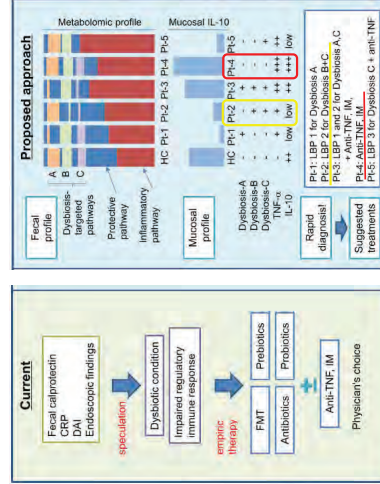 Current
Fecal calprotectin
CRP
DAI
Endoscopic findings
speculation
Dysbiotic condition
Impaired regulatory
immune response
empiric
therapy
FMT
Prebiotics
Antibiotics
Probiotics
±
Anti-TNF, IM
Physician's choice
Proposed approach
Fecal
profile
Metabolomic profile
A
B
C
Dysbiosis-
targeted
pathways
Protective
pathway
Inflammatory
pathway
HC Pt-1 Pt-2 Pt-3 Pt-4 Pt-5
Mucosal
profile
Mucosal IL-10
HC Pt-1 Pt-2 Pt-3 Pt-4 Pt-5
Dysbiosis-A
Dysbiosis-B
Dysbiosis-C
TNF-α
IL-10 ++ low low ++ +++ low
Rapid
diagnosis!
Suggested
treatments
Pt-1: LBP 1 for Dysbiosis A
Pt-2: LBP 2 for Dysbiosis B+C
Pt-3: LBP 1 and 2 for Dysbiosis A,C
+ Anti-TNF, IM,
Pt-4: Anti-TNF, IM
Pt-5: LBP 3 for Dysbiosis C + anti-TNF